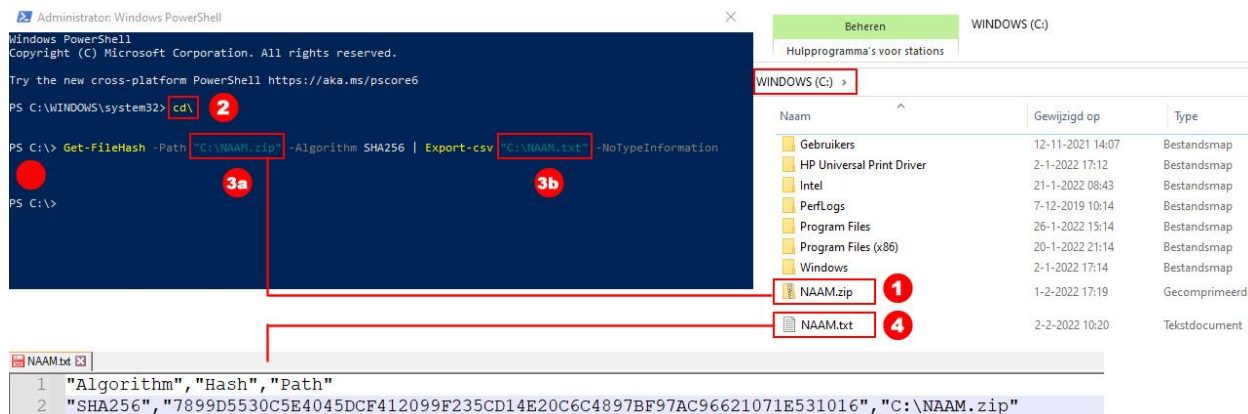 Administrator: Windows PowerShell
Windows PowerShell
Copyright (C) Microsoft Corporation. All rights reserved.
Try the new cross-platform PowerShell https://aka.ms/pscore6
PS C:\WINDOWS\system32> cd\
2
PS C:\> Get-FileHash -Path "C:\NAAM.zip" -Algorithm SHA256 | Export-csv "C:\NAAM.txt" -NoTypeInformation
3a
3b
PS C:\>
Beheren
WINDOWS (C:)
Hulpprogramma's voor stations
WINDOWS (C:) >
Naam
Gewijzigd op
Type
Gebruikers 12-11-2021 14:07 Bestandsmap
HP Universal Print Driver 2-1-2022 17:12 Bestandsmap
Intel 21-1-2022 08:43 Bestandsmap
PerfLogs 7-12-2019 10:14 Bestandsmap
Program Files 26-1-2022 15:14 Bestandsmap
Program Files (x86) 20-1-2022 21:14 Bestandsmap
Windows 2-1-2022 17:14 Bestandsmap
NAAM.zip 1 1-2-2022 17:19 Gecomprimeerd
NAAM.txt 4 2-2-2022 10:20 Tekstdocument
NAAM.txt
1 "Algorithm","Hash","Path"
2 "SHA256","7899D5530C5E4045DCF412099F235CD14E20C6C4897BF97AC96621071E531016","C:\NAAM.zip"